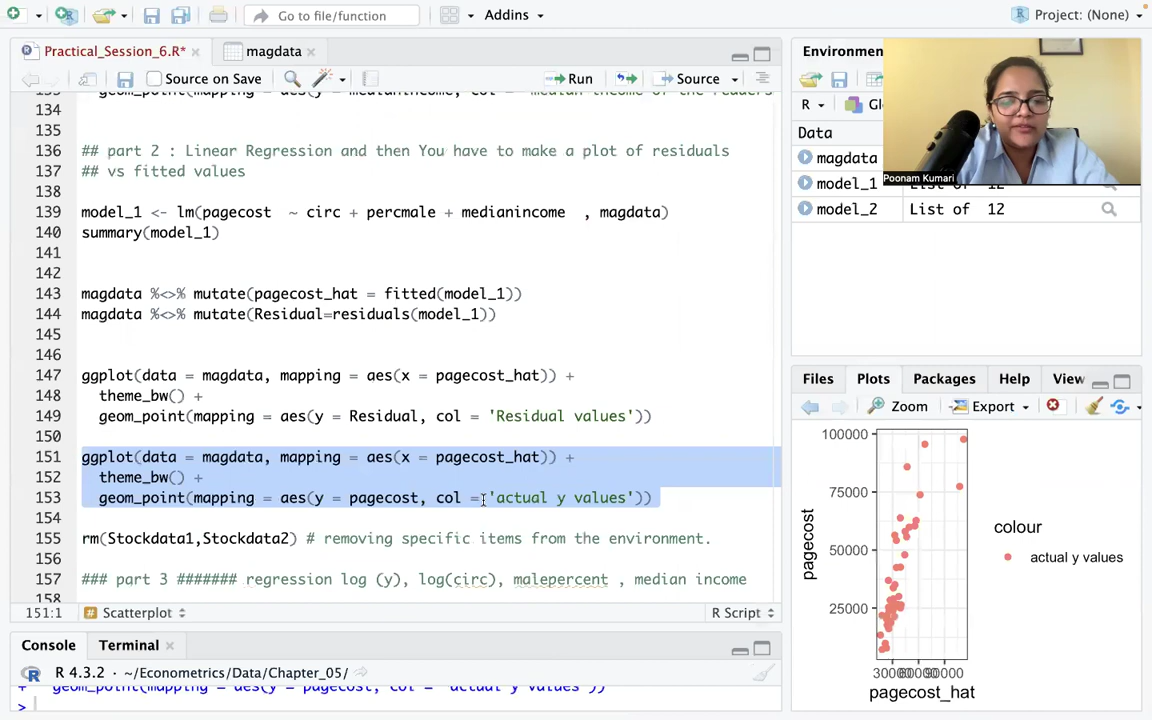 Go to file/function
Addins
Project: (None)
Practical_Session_6.R*
magdata
Source on Save
Run
Source
134
135
136 ## part 2 : Linear Regression and then You have to make a plot of residuals
137 ## vs fitted values
138
139 model_1 <- lm(pagecost ~ circ + percmale + medianincome , magdata)
140 summary(model_1)
141
142
143 magdata %<>% mutate(pagecost_hat = fitted(model_1))
144 magdata %<>% mutate(Residual=residuals(model_1))
145
146
147 ggplot(data = magdata, mapping = aes(x = pagecost_hat)) +
148 theme_bw() +
149 geom_point(mapping = aes(y = Residual, col = 'Residual values'))
150
151 ggplot(data = magdata, mapping = aes(x = pagecost_hat)) +
152 theme_bw() +
153 geom_point(mapping = aes(y = pagecost, col ='actual y values'))
154
155 rm(Stockdata1,Stockdata2) # removing specific items from the environment.
156
157 ### part 3 ####### regression log (y), log(circ), malepercent , median income
158
151:1
Scatterplot
R Script
Console
Terminal
R 4.3.2 · ~/Econometrics/Data/Chapter_05/
+ geom_point(mapping = aes(y = pagecost, col = 'actual y values'))
>
R
Data
magdata
model_1
model_2
List of 12
Poonam Kumari
Files
Plots
Packages
Help
Zoom
Export
100000
75000
50000
25000
pagecost
pagecost_hat
colour
actual y values